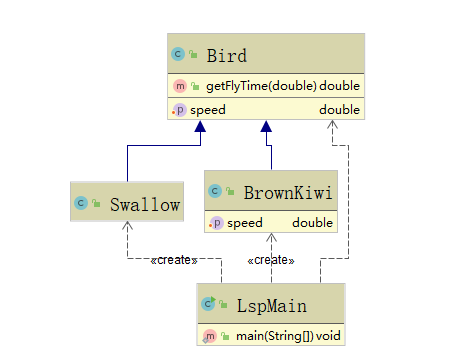 Bird
getFlyTime(double) double
speed double
Swallow
BrownKiwi
speed double
«create»
«create»
LspMain
main(String[]) void